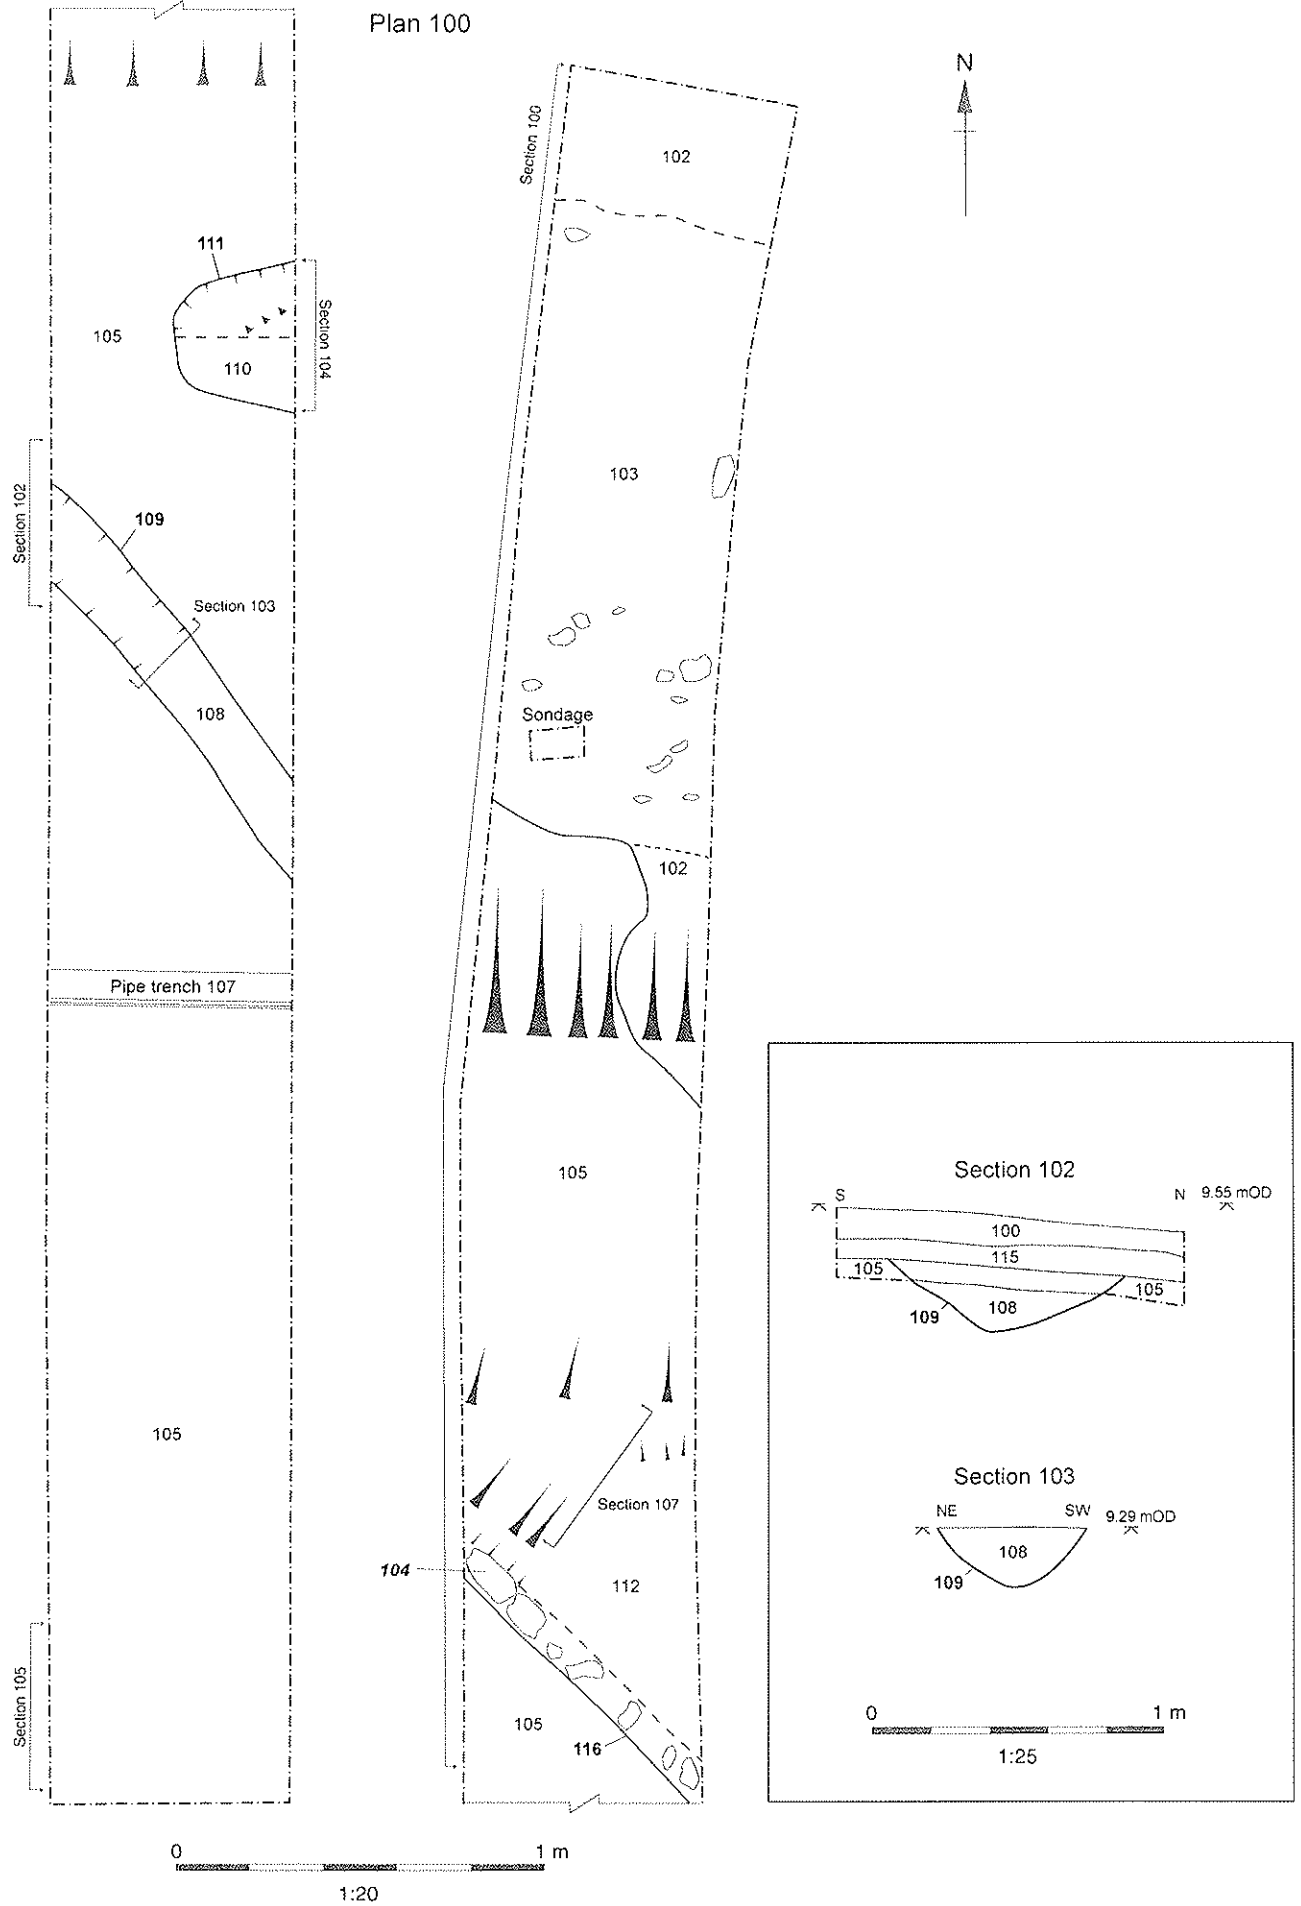 Plan 100
N
Section 100
102
111
105
110
Section 104
103
Section 102
109
Section 103
108
Sondage
102
Pipe trench 107
105
105
Section 107
104
112
105
116
Section 105
0 1 m
1:20
Section 102
S N 9.55 mOD
100
115
105
105
109
108
Section 103
NE SW 9.29 mOD
108
109
0 1 m
1:25